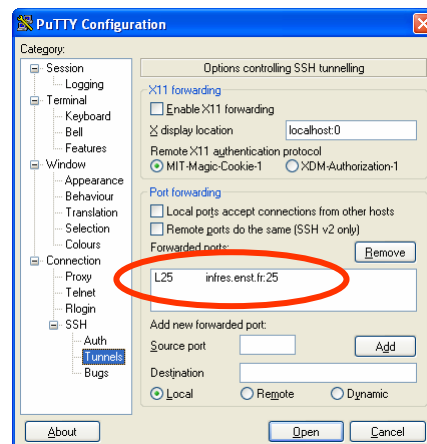 PuTTY Configuration
Category:
Session
Logging
Terminal
Keyboard
Bell
Features
Window
Appearance
Behaviour
Translation
Selection
Colours
Connection
Proxy
Telnet
Rlogin
SSH
Auth
Tunnels
Bugs
Options controlling SSH tunnelling
X11 forwarding
Enable X11 forwarding
X display location localhost:0
Remote X11 authentication protocol
MIT-Magic-Cookie-1 XDM-Authorization-1
Port forwarding
Local ports accept connections from other hosts
Remote ports do the same (SSH v2 only)
Forwarded ports: Remove
L25 infres.enst.fr:25
Add new forwarded port:
Source port Add
Destination
Local Remote Dynamic
About Open Cancel